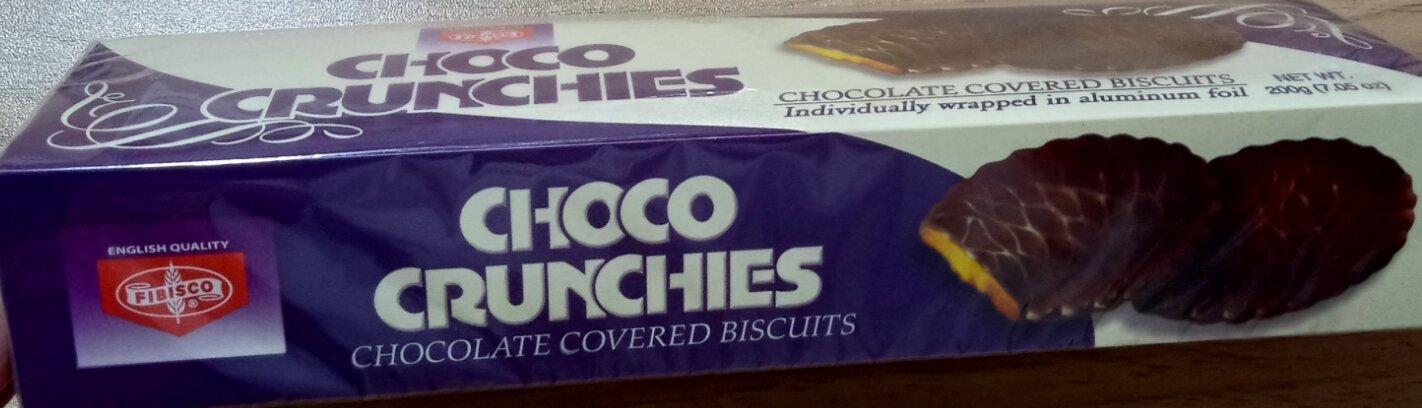 FIBISCO
CHOCO
CRUNCHIES
CHOCOLATE COVERED BISCUITS
Individually wrapped in aluminum foil
NET WT.
200g (7.05 oz)
ENGLISH QUALITY
FIBISCO
®
CHOCO
CRUNCHIES
CHOCOLATE COVERED BISCUITS